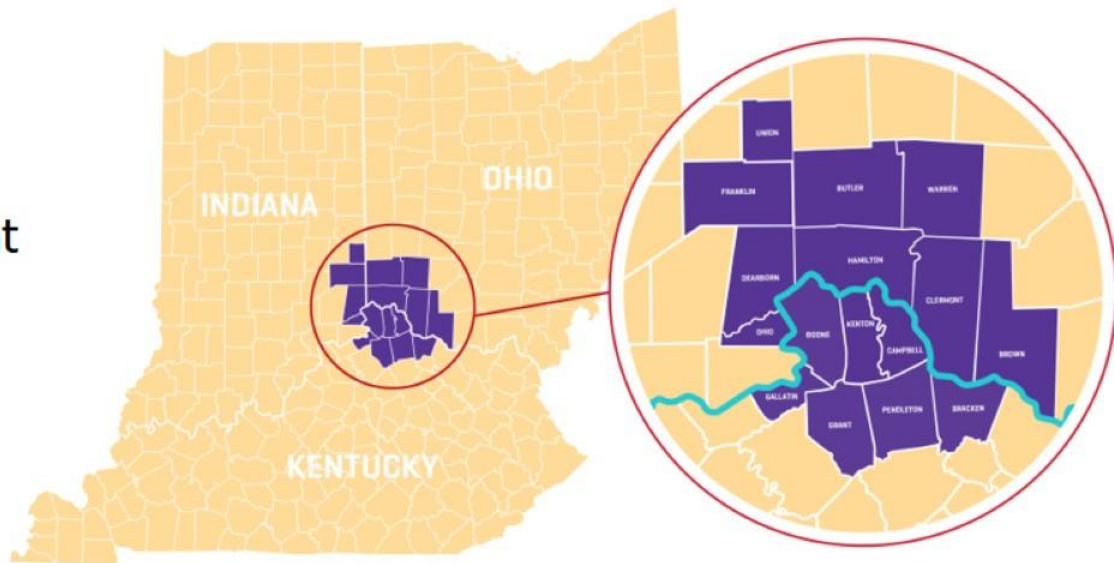 t
INDIANA
OHIO
KENTUCKY
UNION
FRANKLIN
BUTLER
WARREN
DEARBORN
HAMILTON
CLERMONT
OHIO
BOONE
KENTON
CAMPBELL
BROWN
GALLATIN
GRANT
PENDLETON
BRACKEN